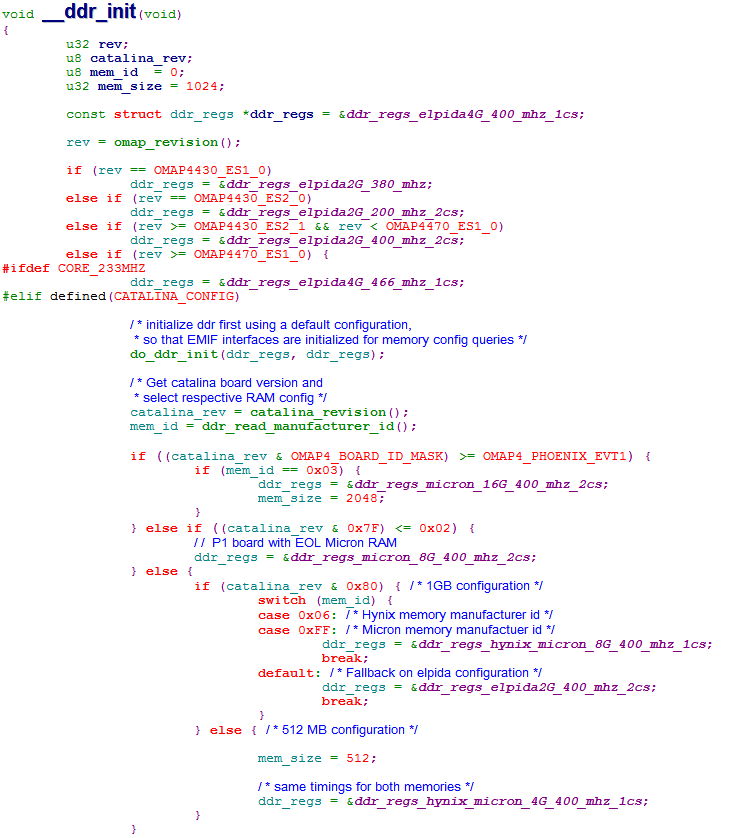 void __ddr_init(void)
{
u32 rev;
u8 catalina_rev;
u8 mem_id = 0;
u32 mem_size = 1024;
const struct ddr_regs *ddr_regs = &ddr_regs_elpida4G_400_mhz_1cs;
rev = omap_revision();
if (rev == OMAP4430_ES1_0)
ddr_regs = &ddr_regs_elpida2G_380_mhz;
else if (rev == OMAP4430_ES2_0)
ddr_regs = &ddr_regs_elpida2G_200_mhz_2cs;
else if (rev >= OMAP4430_ES2_1 && rev < OMAP4470_ES1_0)
ddr_regs = &ddr_regs_elpida2G_400_mhz_2cs;
else if (rev >= OMAP4470_ES1_0) {
#ifdef CORE_233MHZ
ddr_regs = &ddr_regs_elpida4G_466_mhz_1cs;
#elif defined(CATALINA_CONFIG)
/* initialize ddr first using a default configuration,
* so that EMIF interfaces are initialized for memory config queries */
do_ddr_init(ddr_regs, ddr_regs);
/* Get catalina board version and
* select respective RAM config */
catalina_rev = catalina_revision();
mem_id = ddr_read_manufacturer_id();
if ((catalina_rev & OMAP4_BOARD_ID_MASK) >= OMAP4_PHOENIX_EVT1) {
if (mem_id == 0x03) {
ddr_regs = &ddr_regs_micron_16G_400_mhz_2cs;
mem_size = 2048;
}
} else if ((catalina_rev & 0x7F) <= 0x02) {
// P1 board with EOL Micron RAM
ddr_regs = &ddr_regs_micron_8G_400_mhz_2cs;
} else {
if (catalina_rev & 0x80) { /* 1GB configuration */
switch (mem_id) {
case 0x06: /* Hynix memory manufacturer id */
case 0xFF: /* Micron memory manufactuer id */
ddr_regs = &ddr_regs_hynix_micron_8G_400_mhz_1cs;
break;
default: /* Fallback on elpida configuration */
ddr_regs = &ddr_regs_elpida2G_400_mhz_2cs;
break;
}
} else { /* 512 MB configuration */
mem_size = 512;
/* same timings for both memories */
ddr_regs = &ddr_regs_hynix_micron_4G_400_mhz_1cs;
}
}